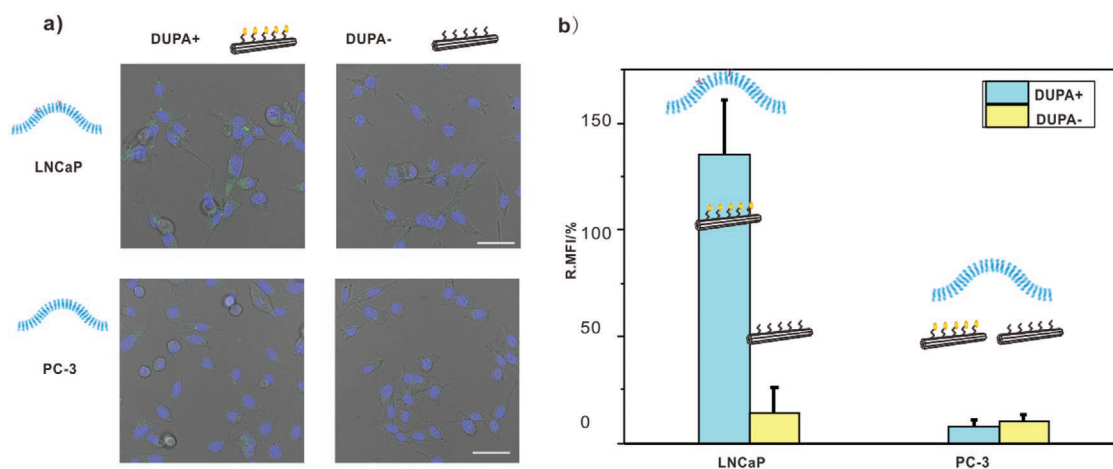 a)
DUPA+
DUPA-
LNCaP
PC-3
b)
DUPA+
DUPA-
R.MFI/%
150
100
50
0
LNCaP
PC-3